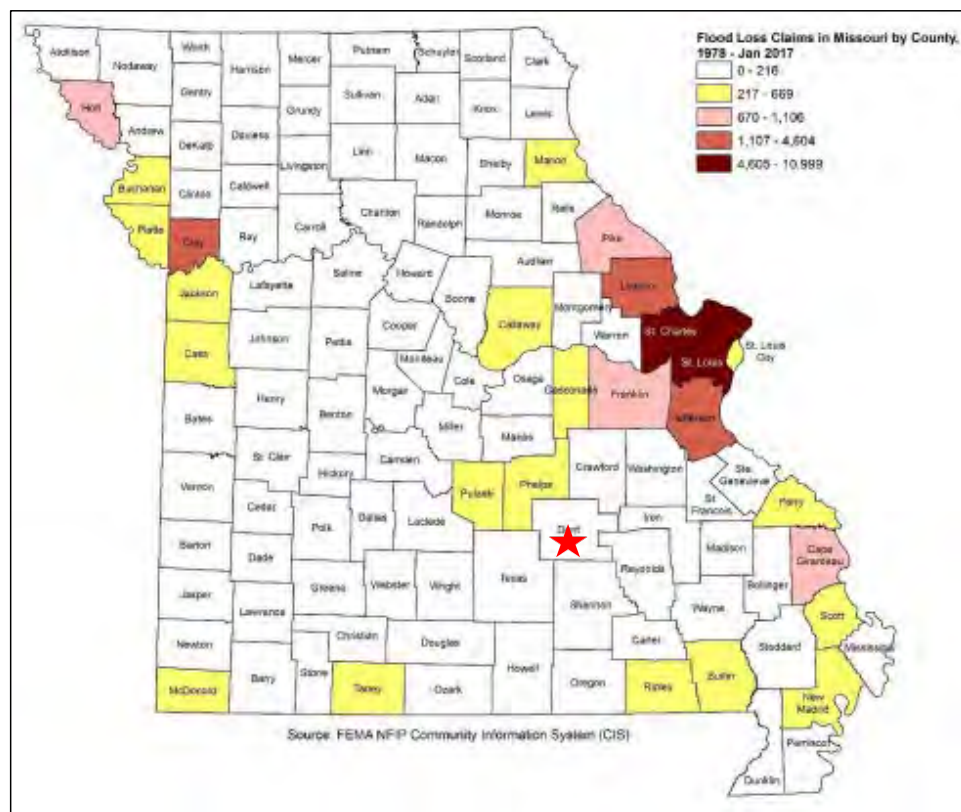 Flood Loss Claims in Missouri by County,
1978 - Jan 2017
0 - 216
217 - 669
670 - 1,106
1,107 - 4,604
4,605 - 10,999
Atchison
Nodaway
Worth
Harrison
Mercer
Putnam
Schuyler
Scotland
Clark
Gentry
Sullivan
Adair
Knox
Lewis
Holt
Grundy
Andrew
DeKalb
Daviess
Livingston
Linn
Macon
Shelby
Marion
Buchanan
Clinton
Caldwell
Chariton
Randolph
Monroe
Ralls
Platte
Clay
Ray
Carroll
Pike
Audrain
Saline
Howard
Boone
Lincoln
Jackson
Lafayette
Callaway
Montgomery
Warren
St. Charles
St. Louis
City
St. Louis
Cooper
Cass
Johnson
Pettis
Moniteau
Cole
Osage
Gasconade
Franklin
Jefferson
Morgan
Henry
Bates
Benton
Miller
Maries
St. Clair
Camden
Crawford
Washington
Ste.
Genevieve
Hickory
Vernon
Pulaski
Phelps
St
Francois
Perry
Cedar
Polk
Dallas
Laclede
Dent
Iron
Madison
Cape
Girardeau
Barton
Dade
Texas
Reynolds
Bollinger
Jasper
Greene
Webster
Wright
Shannon
Wayne
Scott
Lawrence
Christian
Douglas
Carter
Stoddard
Mississippi
Newton
Stone
Howell
Oregon
Ripley
Butler
New
Madrid
McDonald
Barry
Taney
Ozark
Pemiscot
Dunklin
Source: FEMA NFIP Community Information System (CIS)